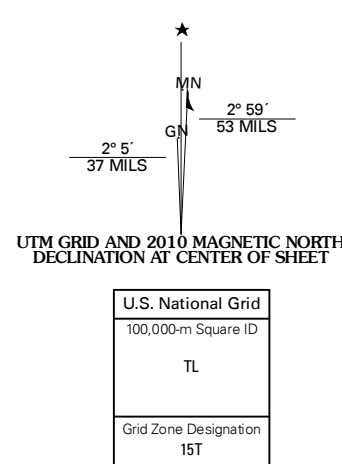 ★
MN
2° 59´
53 MILS
GN
2° 5´
37 MILS
UTM GRID AND 2010 MAGNETIC NORTH
DECLINATION AT CENTER OF SHEET
U.S. National Grid
100,000-m Square ID
TL
Grid Zone Designation
15T